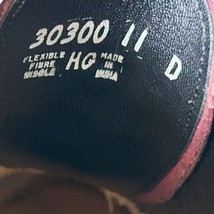 30300 11 D
FLEXIBLE HG MADE
FIBRE IN
INSOLE INDIA